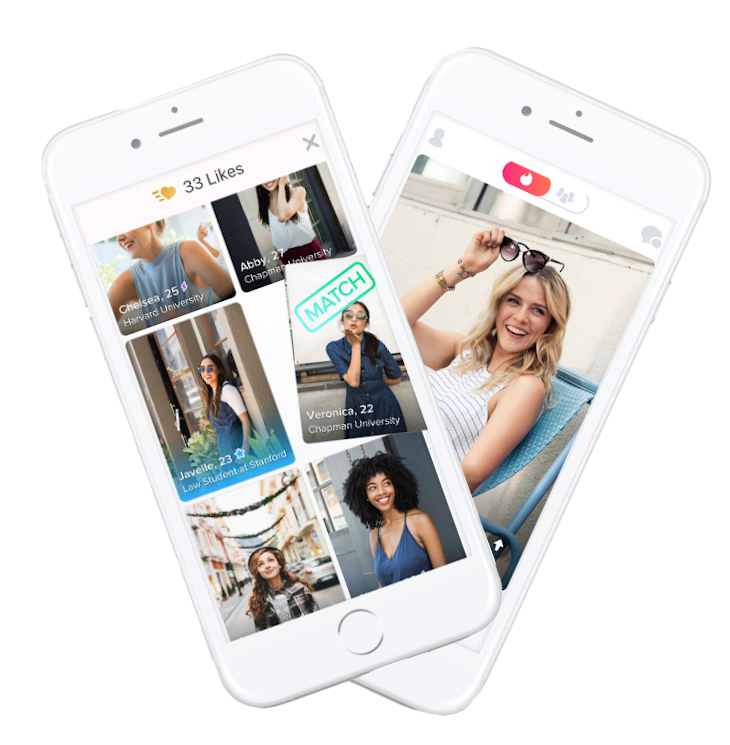 33 Likes
Chelsea, 25
Harvard University
Abby, 27
Chapman University
MATCH
Veronica, 22
Chapman University
Javelle, 23
Law Student at Stanford